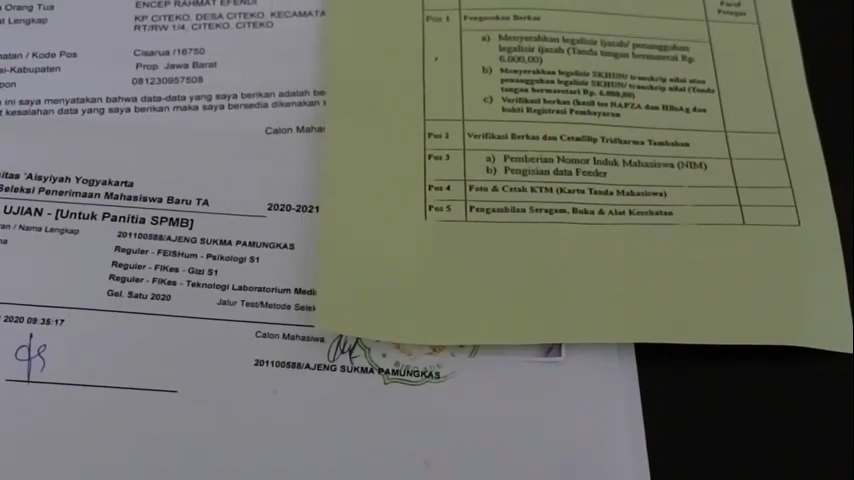 Orang Tua
ENCEP RAHMAT EFENDI
at Lengkap
KP CITEKO, DESA CITEKO, KECAMATA
RT/RW 1/4, CITEKO, CITEKO
atan / Kode Pos
Cisarua /16750
si-Kabupaten
Prop. Jawa Barat
pon
081230957508
ini saya menyatakan bahwa data-data yang saya berikan adalah be
t kesalahan data yang saya berikan maka saya bersedia dikenakan
Calon Mahas
itas 'Aisyiyah Yogyakarta
Seleksi Penerimaan Mahasiswa Baru TA
2020-2021
UJIAN - [Untuk Panitia SPMB]
an / Nama Lengkap
201100588/AJENG SUKMA PAMUNGKAS
Reguler - FEISHum - Psikologi S1
Reguler - FIKes - Gizi S1
Reguler - FIKes - Teknologi Laboratorium Medi
Gel. Satu 2020
Jalur Test/Metode Selek
2020 09:35:17
Calon Mahasiwa
201100588/AJENG SUKMA PAMUNGKAS
Paraf
Petugas
Pos 1
Pengecekan Berkas
a) Menyerahkan legalisir ijazah/ penangguhan
legalisir ijazah (Tanda tangan bermaterai Rp.
6.000,00)
b) Menyerahkan legalisir SKHUN/ transkrip nilai atau
penangguhan legalisir SKHUN/ transkrip nilai (Tanda
tangan bermaterai Rp. 6.000,00)
c) Verifikasi berkas (hasil tes NAPZA dan HBsAg dan
bukti Registrasi Pembayaran
Pos 2
Verifikasi Berkas dan Cetadilip Tridharma Tambahan
Pos 3
a) Pemberian Nomor Induk Mahasiswa (NIM)
b) Pengisian data Feeder
Pos 4
Foto & Cetak KTM (Kartu Tanda Mahasiswa)
Pos 5
Pengambilan Seragam, Buku & Alat Kesehatan